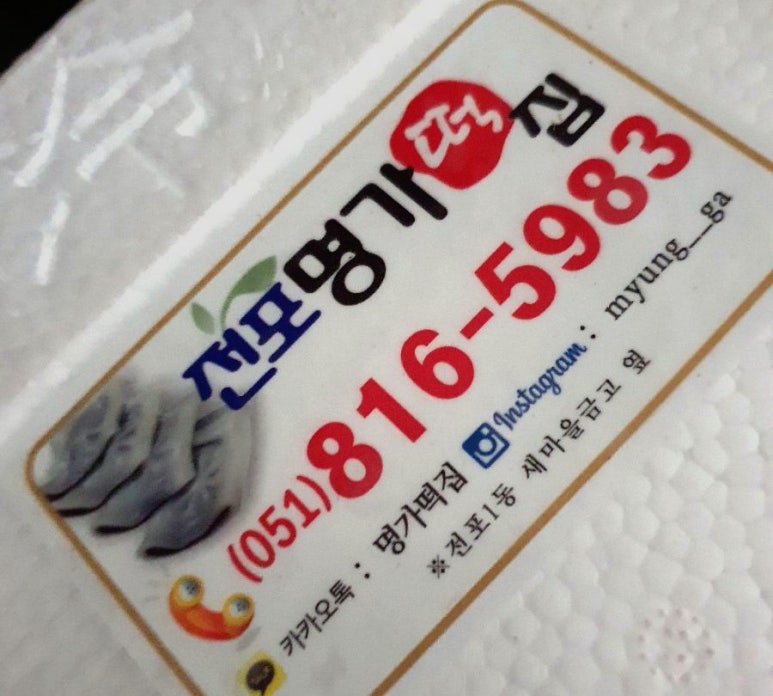 전포명가떡집
(051)816-5983
카카오톡 : 명가떡집 Instagram : myung__ga
※전포1동 새마을금고 옆